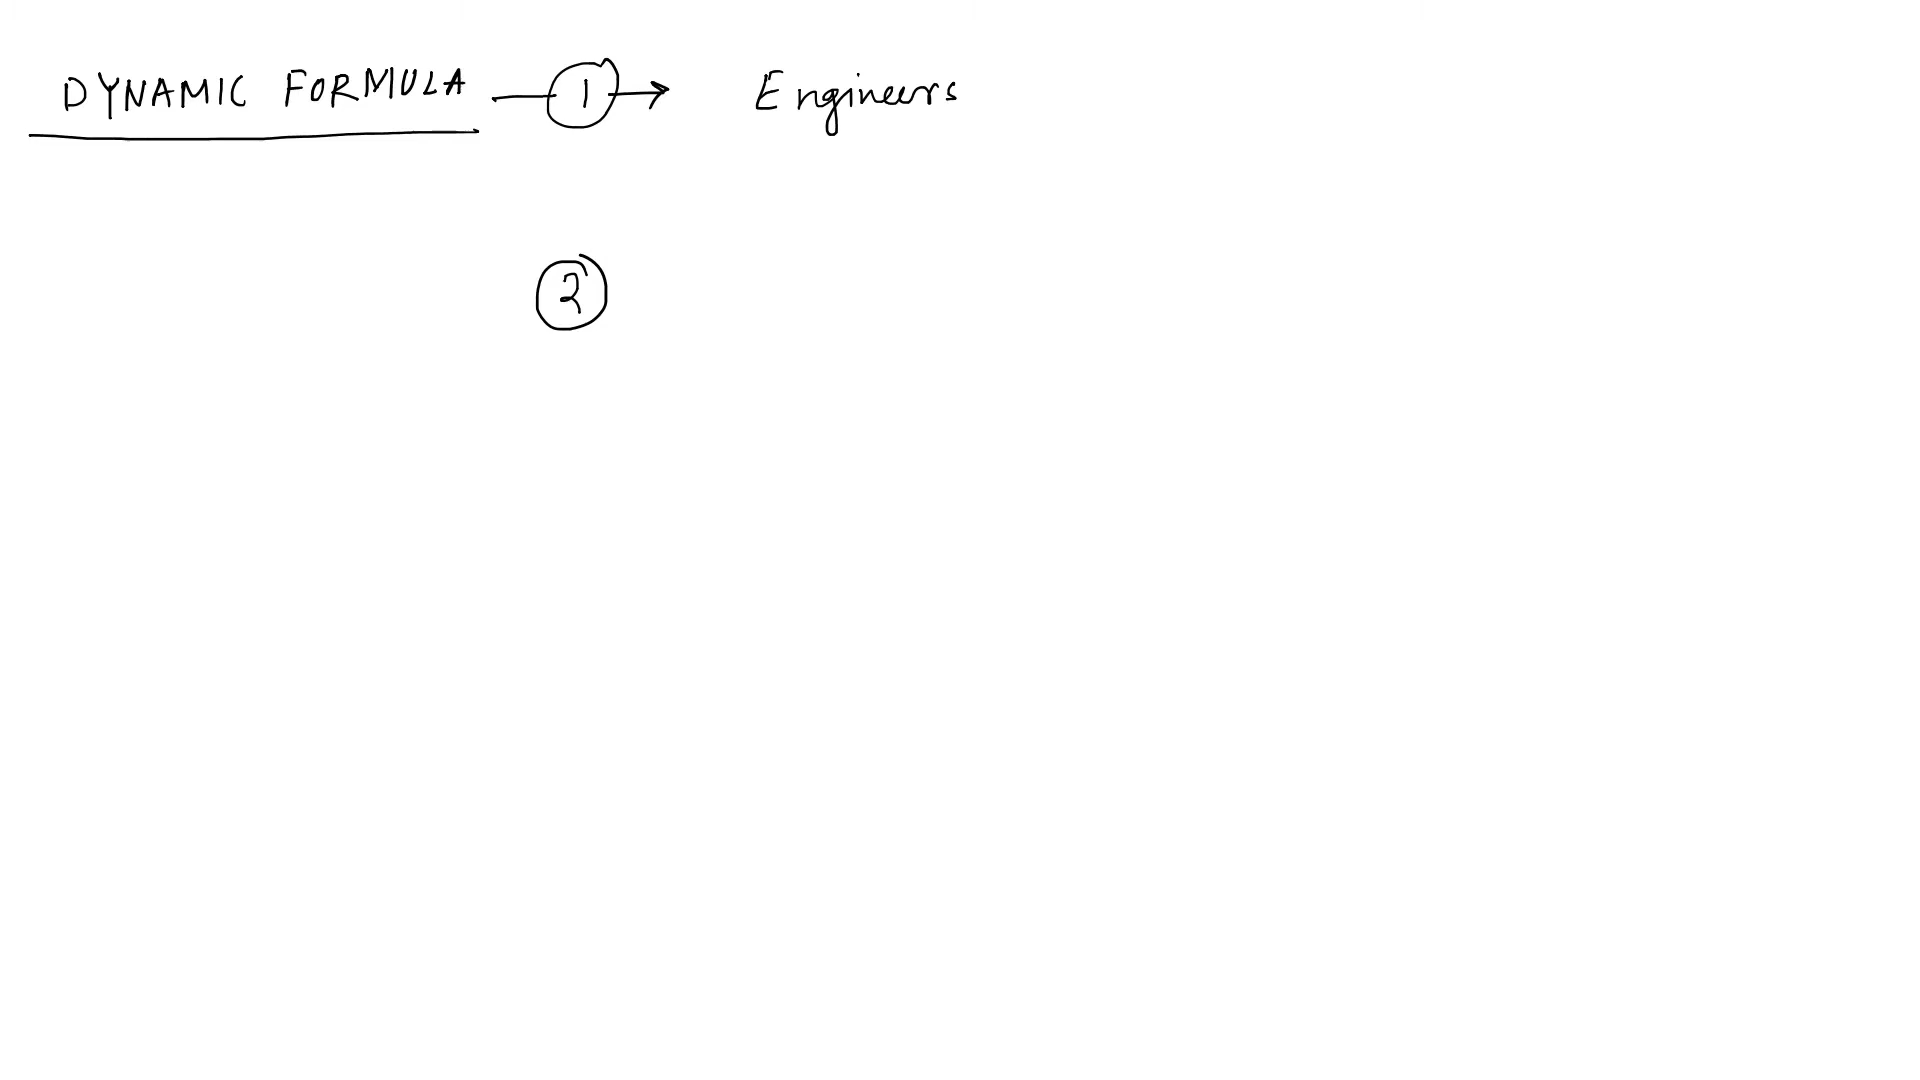 DYNAMIC FORMULA —①→ Engineers
②